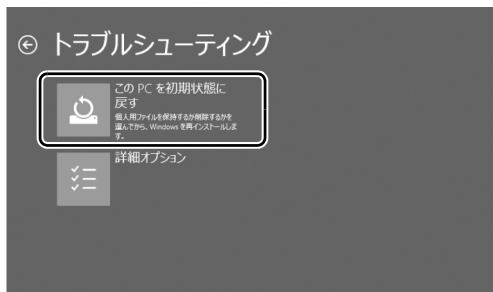 トラブルシューティング
この PC を初期状態に
戻す
個人用ファイルを保持するか削除するかを
選んでから、Windows を再インストールしま
す。
詳細オプション